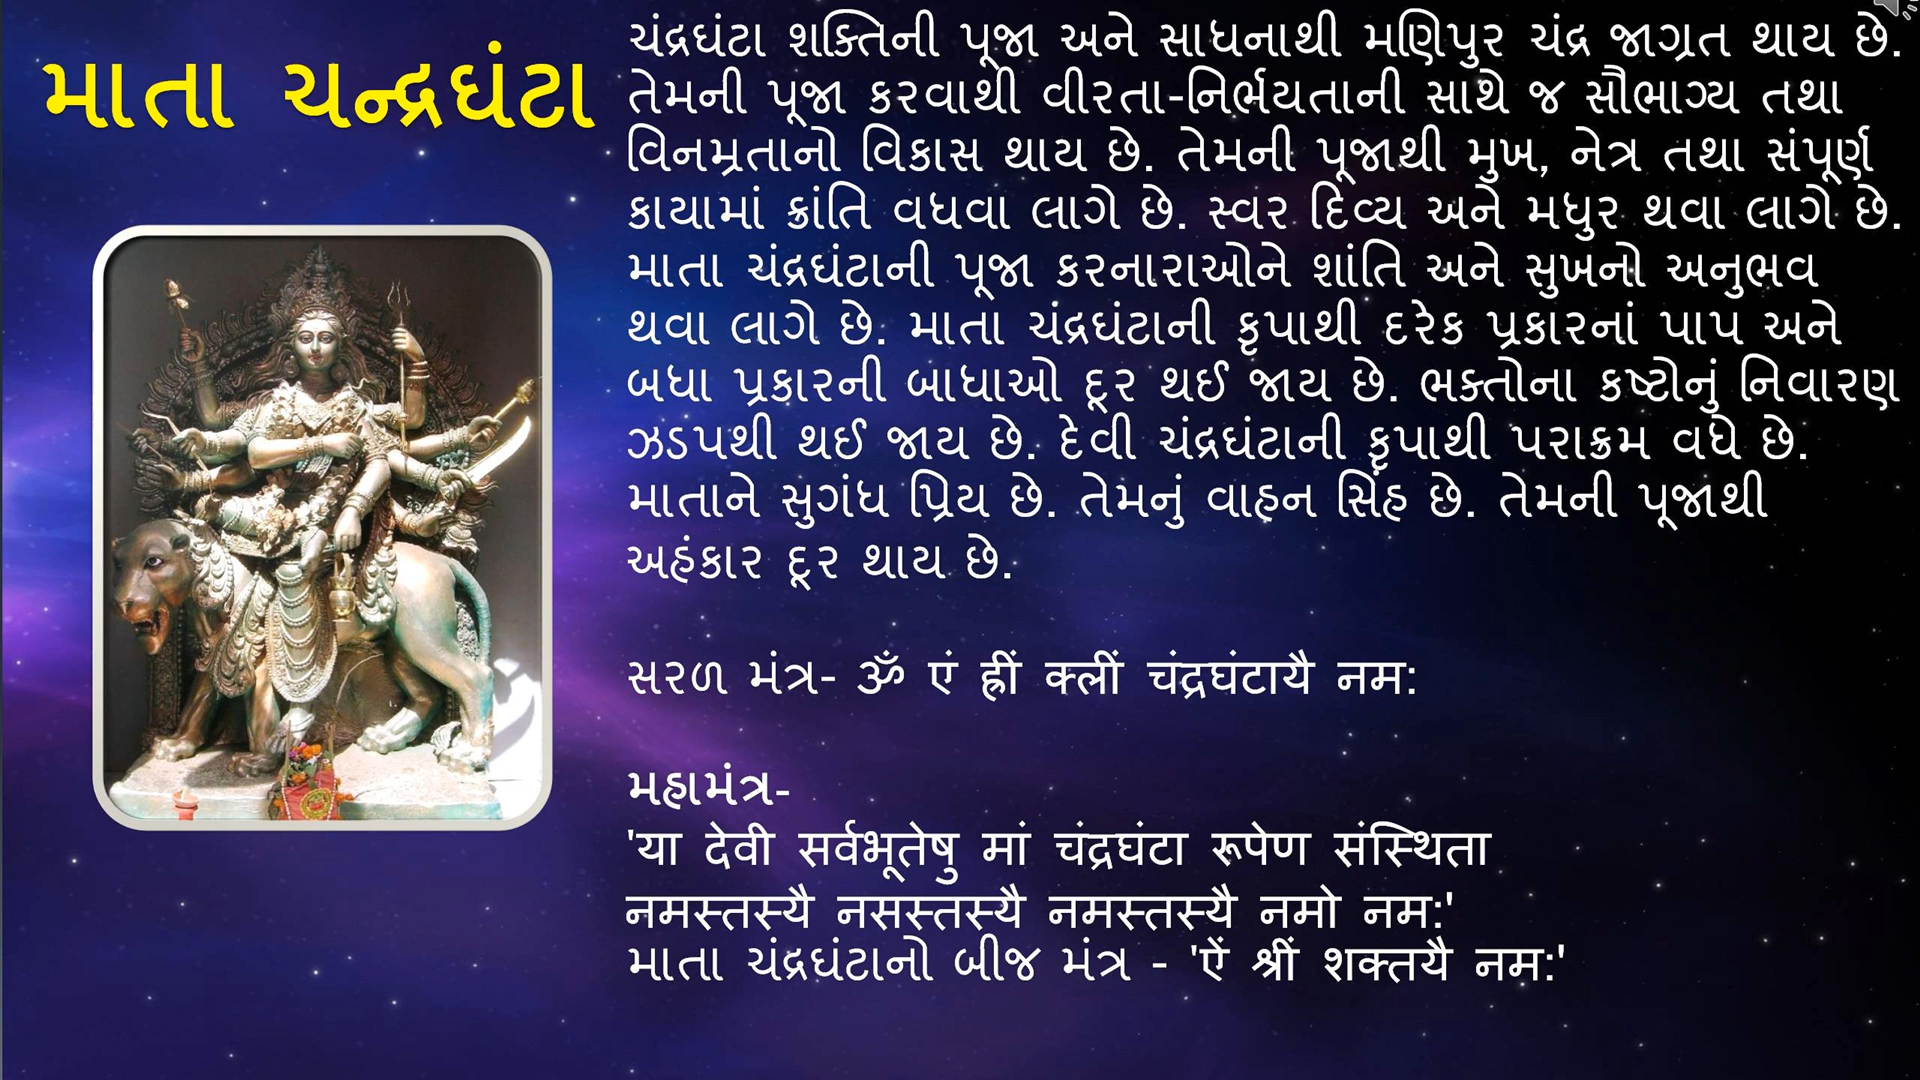 માતા ચન્દ્રઘંટા
ચંદ્રઘંટા શક્તિની પૂજા અને સાધનાથી મણિપુર ચંદ્ર જાગ્રત થાય છે.
તેમની પૂજા કરવાથી વીરતા-નિર્ભયતાની સાથે જ સૌભાગ્ય તથા
વિનમ્રતાનો વિકાસ થાય છે. તેમની પૂજાથી મુખ, નેત્ર તથા સંપૂર્ણ
કાયામાં ક્રાંતિ વધવા લાગે છે. સ્વર દિવ્ય અને મધુર થવા લાગે છે.
માતા ચંદ્રઘંટાની પૂજા કરનારાઓને શાંતિ અને સુખનો અનુભવ
થવા લાગે છે. માતા ચંદ્રઘંટાની કૃપાથી દરેક પ્રકારનાં પાપ અને
બધા પ્રકારની બાધાઓ દૂર થઈ જાય છે. ભક્તોના કષ્ટોનું નિવારણ
ઝડપથી થઈ જાય છે. દેવી ચંદ્રઘંટાની કૃપાથી પરાક્રમ વધે છે.
માતાને સુગંધ પ્રિય છે. તેમનું વાહન સિંહ છે. તેમની પૂજાથી
અહંકાર દૂર થાય છે.
સરળ મંત્ર- ॐ एं ह्रीं क्लीं चंद्रघंटायै नम:
મહામંત્ર-
'या देवी सर्वभूतेषु मां चंद्रघंटा रूपेण संस्थिता
नमस्तस्यै नसस्तस्यै नमस्तस्यै नमो नम:'
માતા ચંદ્રઘંટાનો બીજ મંત્ર - 'ऐं श्रीं शक्तयै नम:'